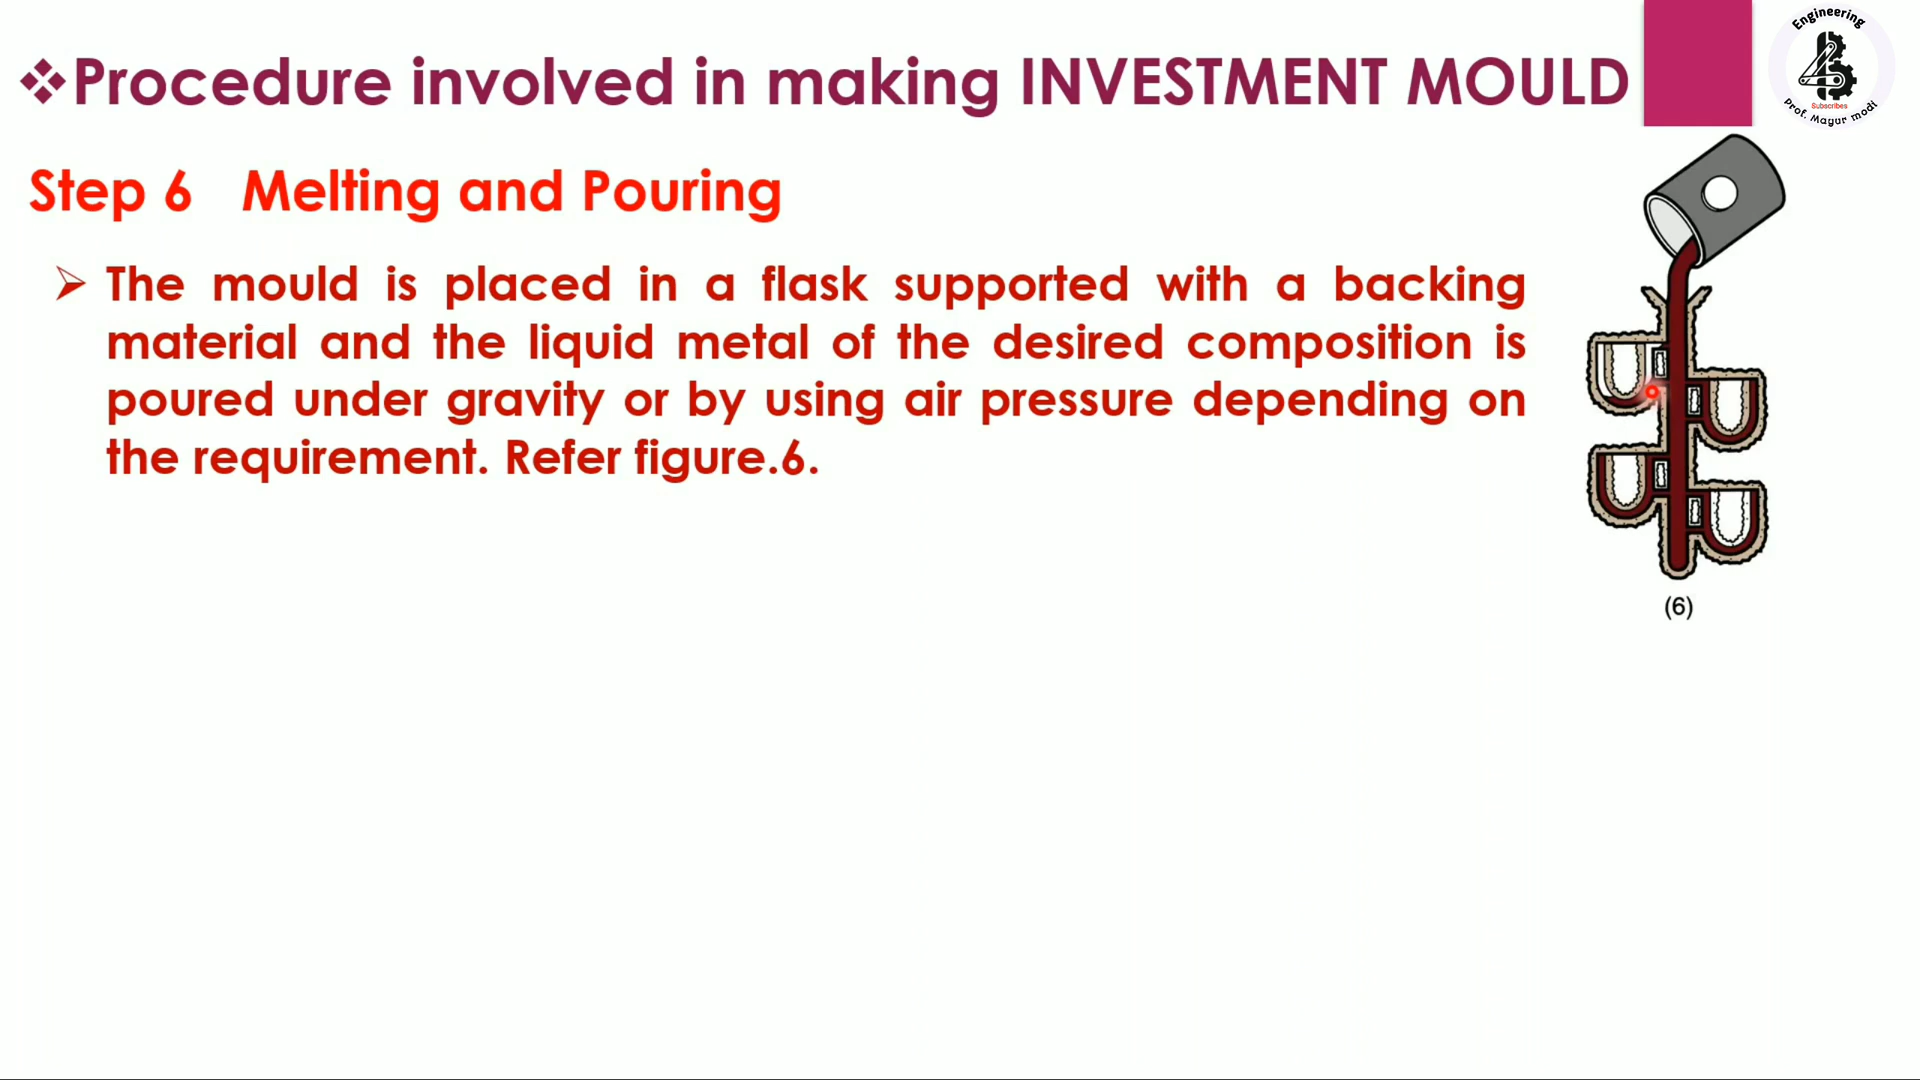 ❖Procedure involved in making INVESTMENT MOULD
Engineering
Subscribes
Prof. Mayur modi
Step 6 Melting and Pouring
➢ The mould is placed in a flask supported with a backing
material and the liquid metal of the desired composition is
poured under gravity or by using air pressure depending on
the requirement. Refer figure.6.
(6)